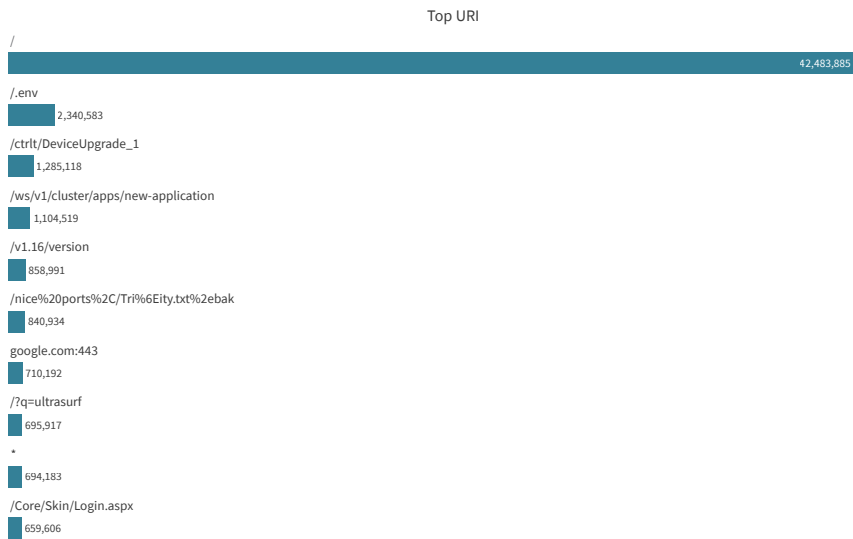 Top URI
/
42,483,885
/.env
2,340,583
/ctrlt/DeviceUpgrade_1
1,285,118
/ws/v1/cluster/apps/new-application
1,104,519
/v1.16/version
858,991
/nice%20ports%2C/Tri%6Eity.txt%2ebak
840,934
google.com:443
710,192
/?q=ultrasurf
695,917
*
694,183
/Core/Skin/Login.aspx
659,606